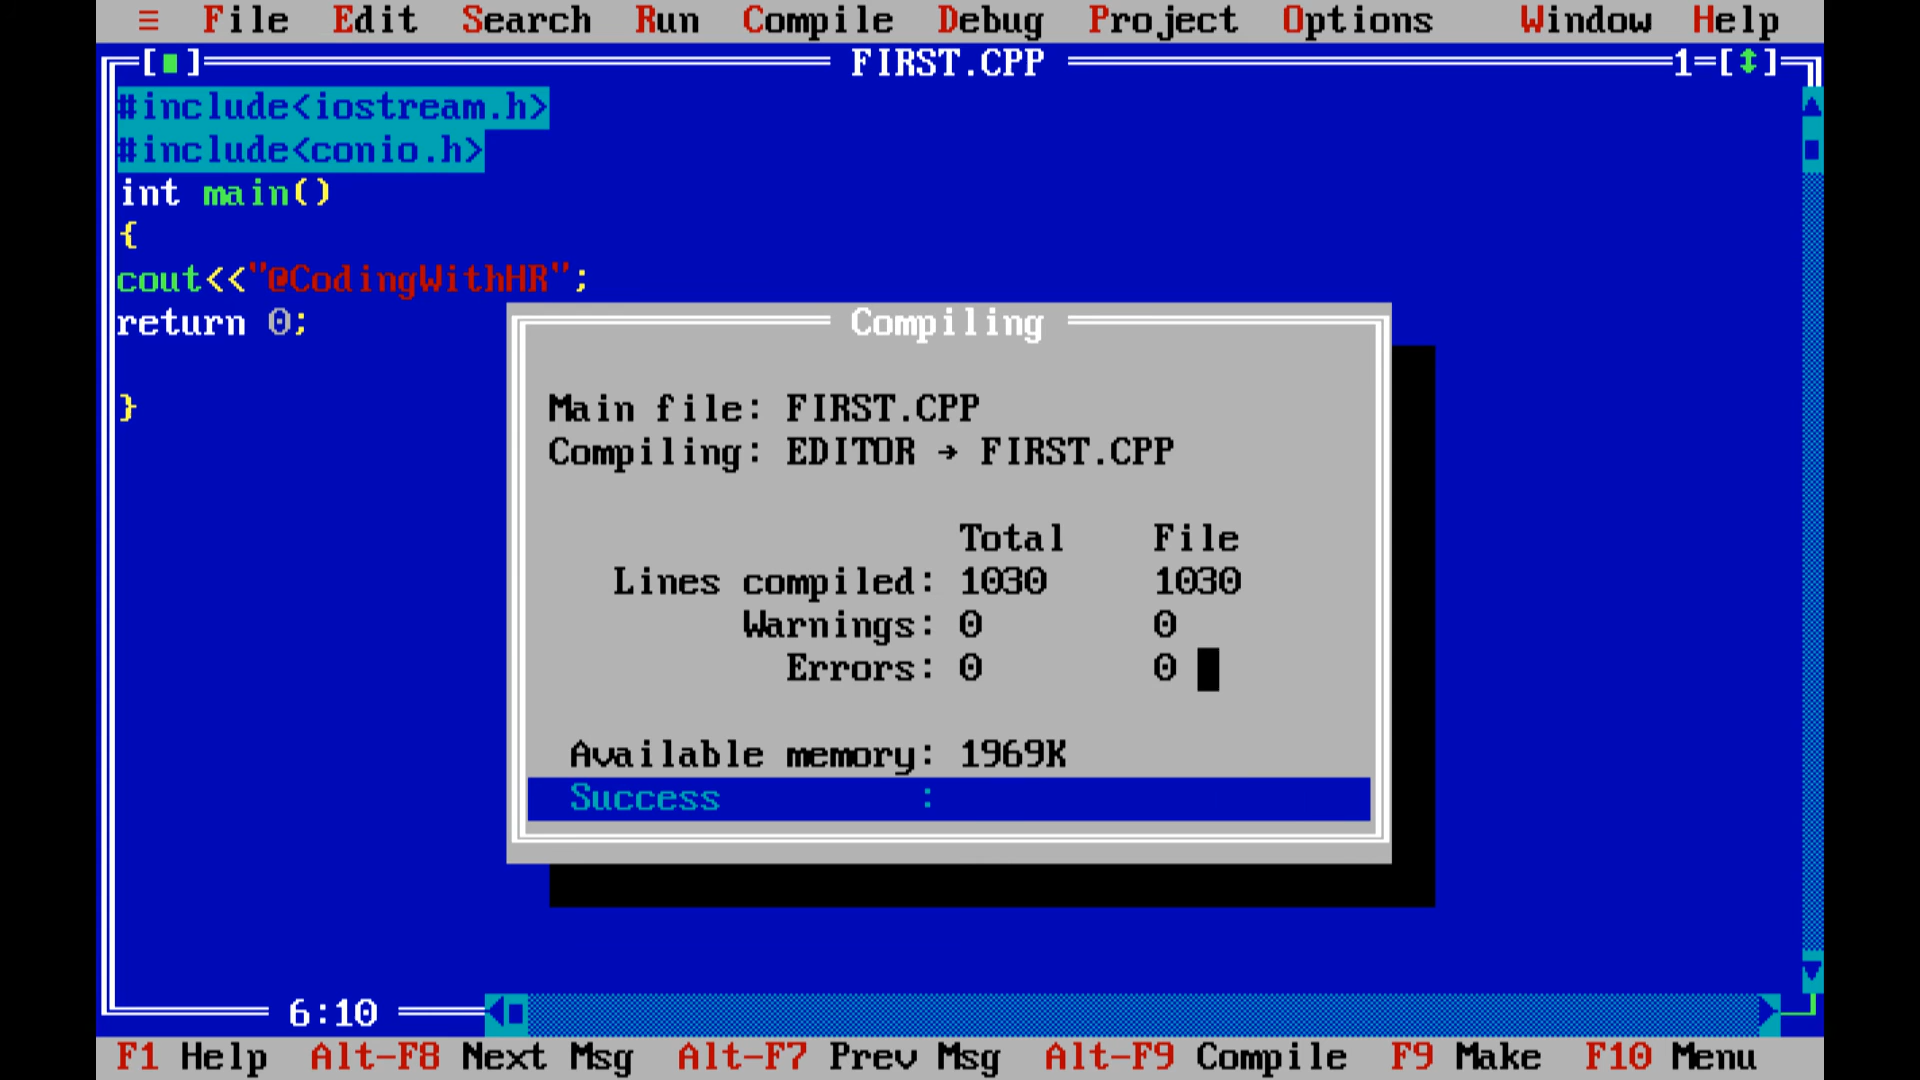 ≡ File Edit Search Run Compile Debug Project Options Window Help
[■] FIRST.CPP 1=[↕]
#include<iostream.h>
#include<conio.h>
int main()
{
cout<<"@CodingWithHR";
return 0;
}
Compiling
Main file: FIRST.CPP
Compiling: EDITOR → FIRST.CPP
Total File
Lines compiled: 1030 1030
Warnings: 0 0
Errors: 0 0
Available memory: 1969K
Success :
6:10
F1 Help Alt-F8 Next Msg Alt-F7 Prev Msg Alt-F9 Compile F9 Make F10 Menu